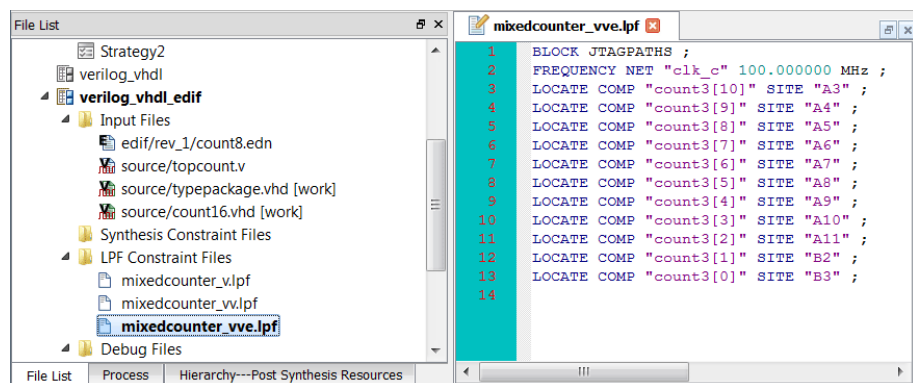 File List
Strategy2
verilog_vhdl
verilog_vhdl_edif
Input Files
edif/rev_1/count8.edn
source/topcount.v
source/typepackage.vhd [work]
source/count16.vhd [work]
Synthesis Constraint Files
LPF Constraint Files
mixedcounter_v.lpf
mixedcounter_vv.lpf
mixedcounter_vve.lpf
Debug Files
File List Process Hierarchy---Post Synthesis Resources
mixedcounter_vve.lpf
1 BLOCK JTAGPATHS ;
2 FREQUENCY NET "clk_c" 100.000000 MHz ;
3 LOCATE COMP "count3[10]" SITE "A3" ;
4 LOCATE COMP "count3[9]" SITE "A4" ;
5 LOCATE COMP "count3[8]" SITE "A5" ;
6 LOCATE COMP "count3[7]" SITE "A6" ;
7 LOCATE COMP "count3[6]" SITE "A7" ;
8 LOCATE COMP "count3[5]" SITE "A8" ;
9 LOCATE COMP "count3[4]" SITE "A9" ;
10 LOCATE COMP "count3[3]" SITE "A10" ;
11 LOCATE COMP "count3[2]" SITE "A11" ;
12 LOCATE COMP "count3[1]" SITE "B2" ;
13 LOCATE COMP "count3[0]" SITE "B3" ;
14